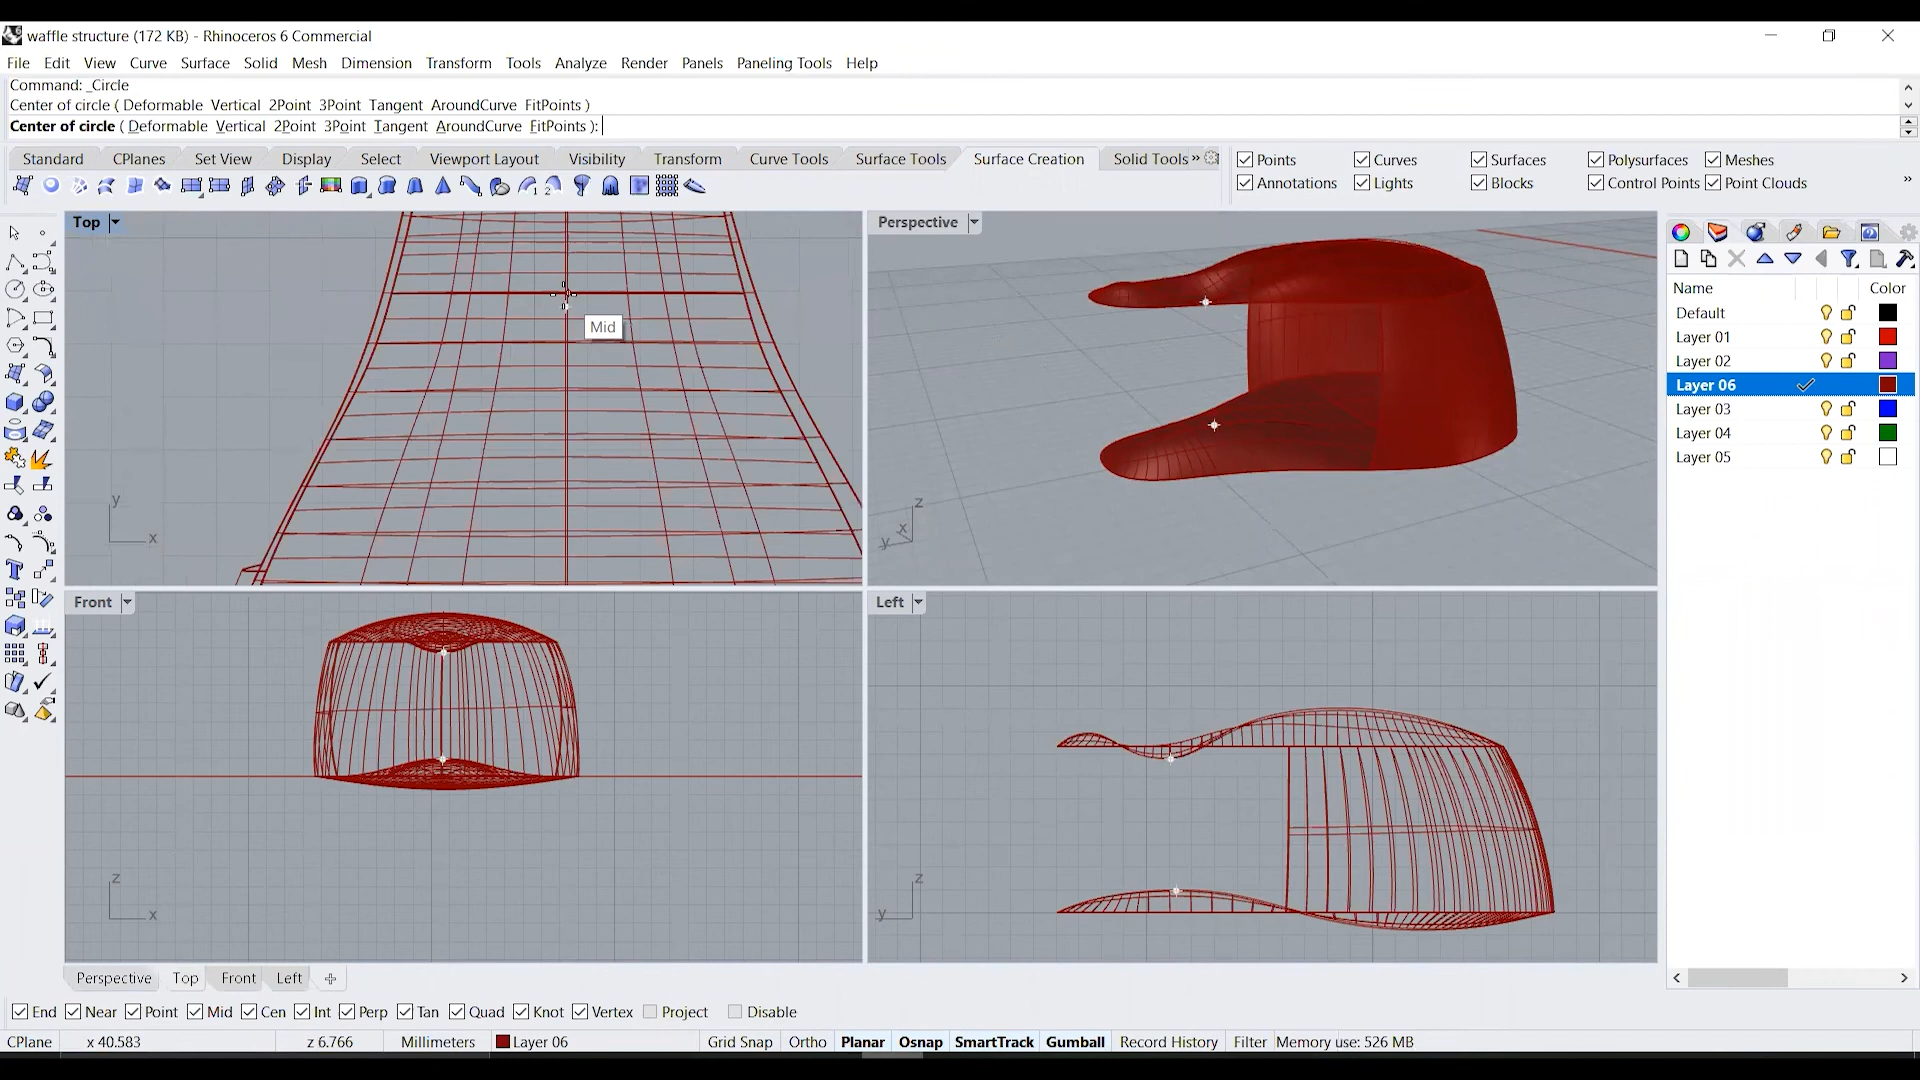 waffle structure (172 KB) - Rhinoceros 6 Commercial
File Edit View Curve Surface Solid Mesh Dimension Transform Tools Analyze Render Panels Paneling Tools Help
Command: _Circle
Center of circle ( Deformable Vertical 2Point 3Point Tangent AroundCurve FitPoints )
Center of circle ( Deformable Vertical 2Point 3Point Tangent AroundCurve FitPoints ):
Standard CPlanes Set View Display Select Viewport Layout Visibility Transform Curve Tools Surface Tools Surface Creation Solid Tools »
Points Curves Surfaces Polysurfaces Meshes
Annotations Lights Blocks Control Points Point Clouds »
Top
Perspective
Mid
y
x
z
x
y
Name Color
Default
Layer 01
Layer 02
Layer 06
Layer 03
Layer 04
Layer 05
Front
Left
z
x
z
y
Perspective Top Front Left
End Near Point Mid Cen Int Perp Tan Quad Knot Vertex Project Disable
CPlane x 40.583 z 6.766 Millimeters Layer 06 Grid Snap Ortho Planar Osnap SmartTrack Gumball Record History Filter Memory use: 526 MB